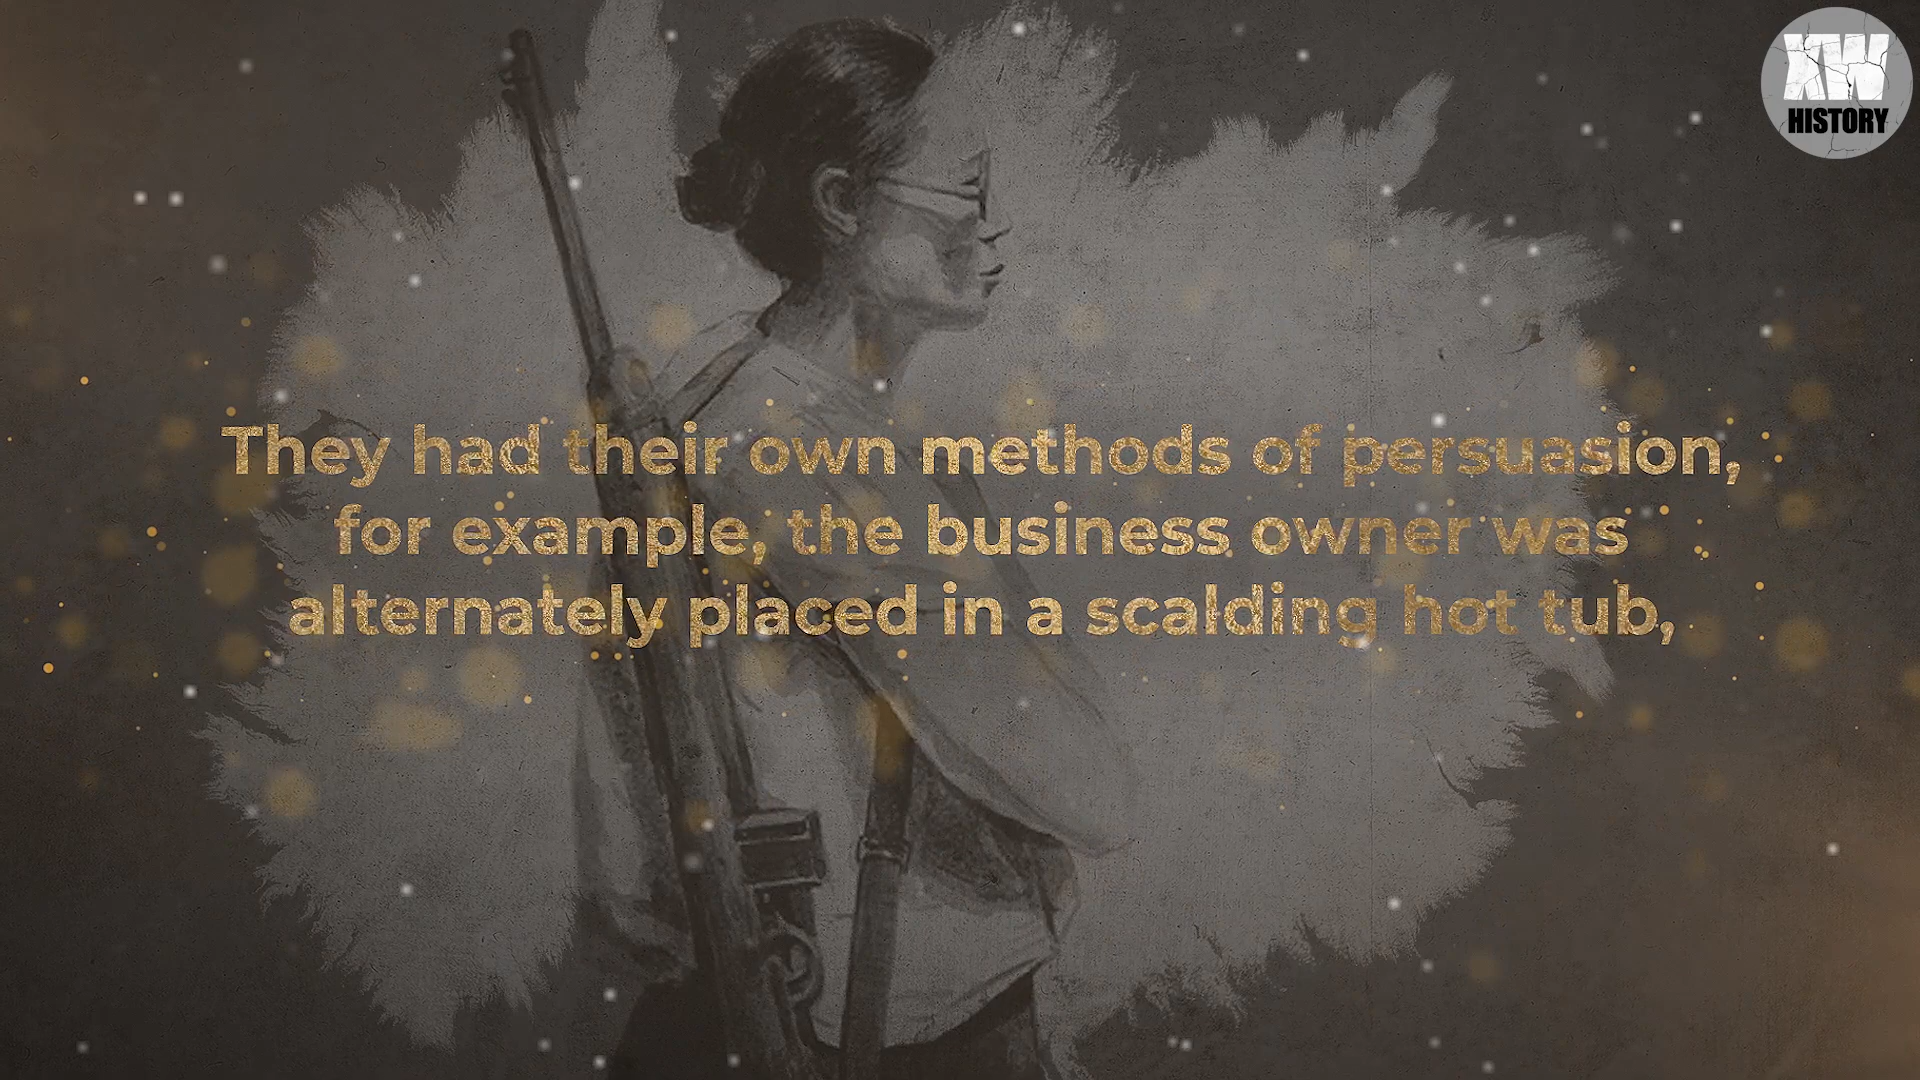 XW
HISTORY
They had their own methods of persuasion,
for example, the business owner was
alternately placed in a scalding hot tub,